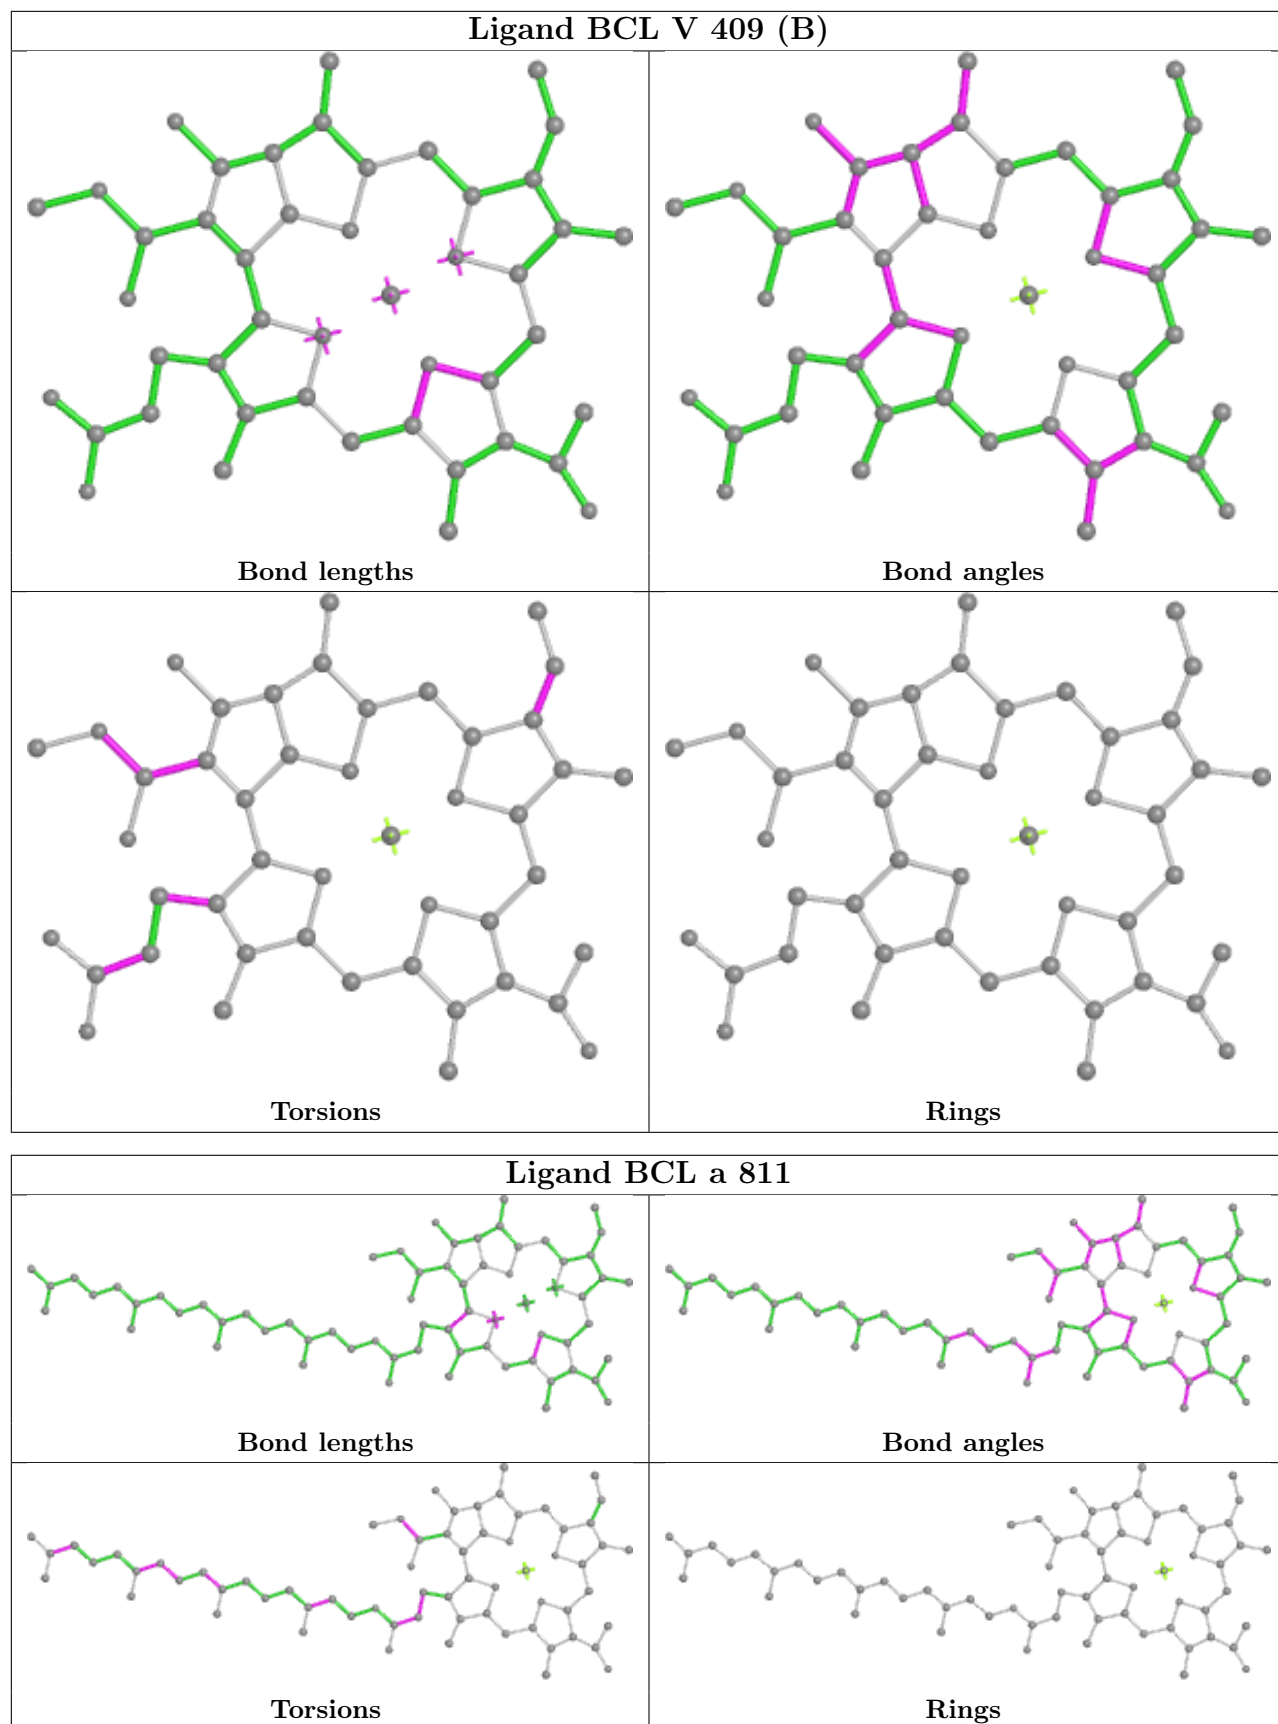 Ligand BCL V 409 (B)
Bond lengths
Bond angles
Torsions
Rings
Ligand BCL a 811
Bond lengths
Bond angles
Torsions
Rings